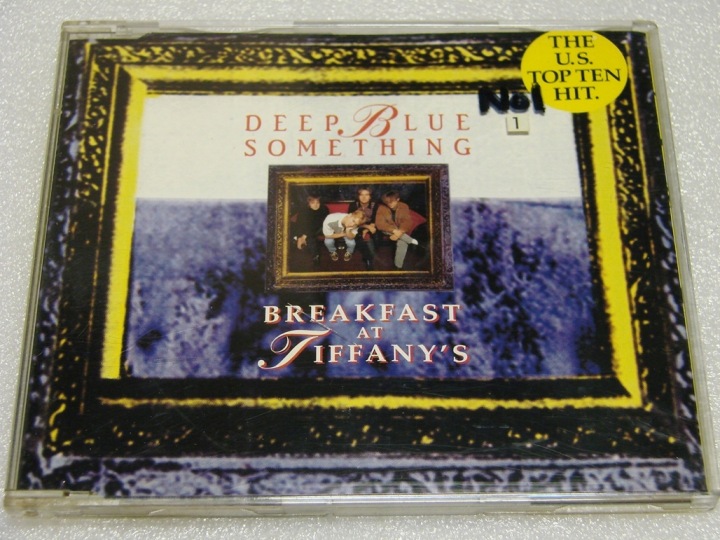 THE
U.S.
TOP TEN
HIT.
No1
1
DEEP BLUE
SOMETHING
BREAKFAST
AT
TIFFANY'S